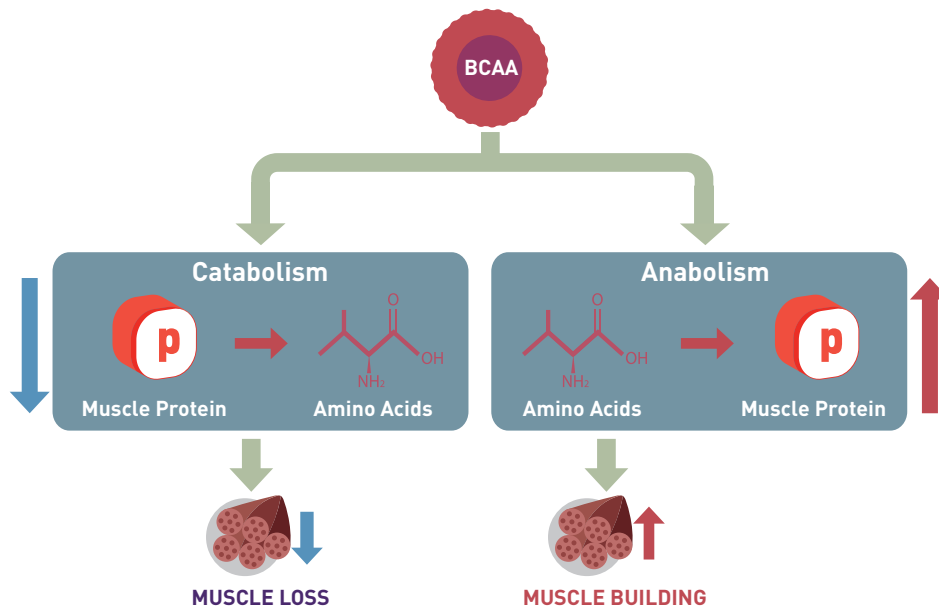 BCAA
Catabolism
p
O
OH
NH₂
Muscle Protein
Amino Acids
Anabolism
O
OH
NH₂
p
Amino Acids
Muscle Protein
MUSCLE LOSS
MUSCLE BUILDING